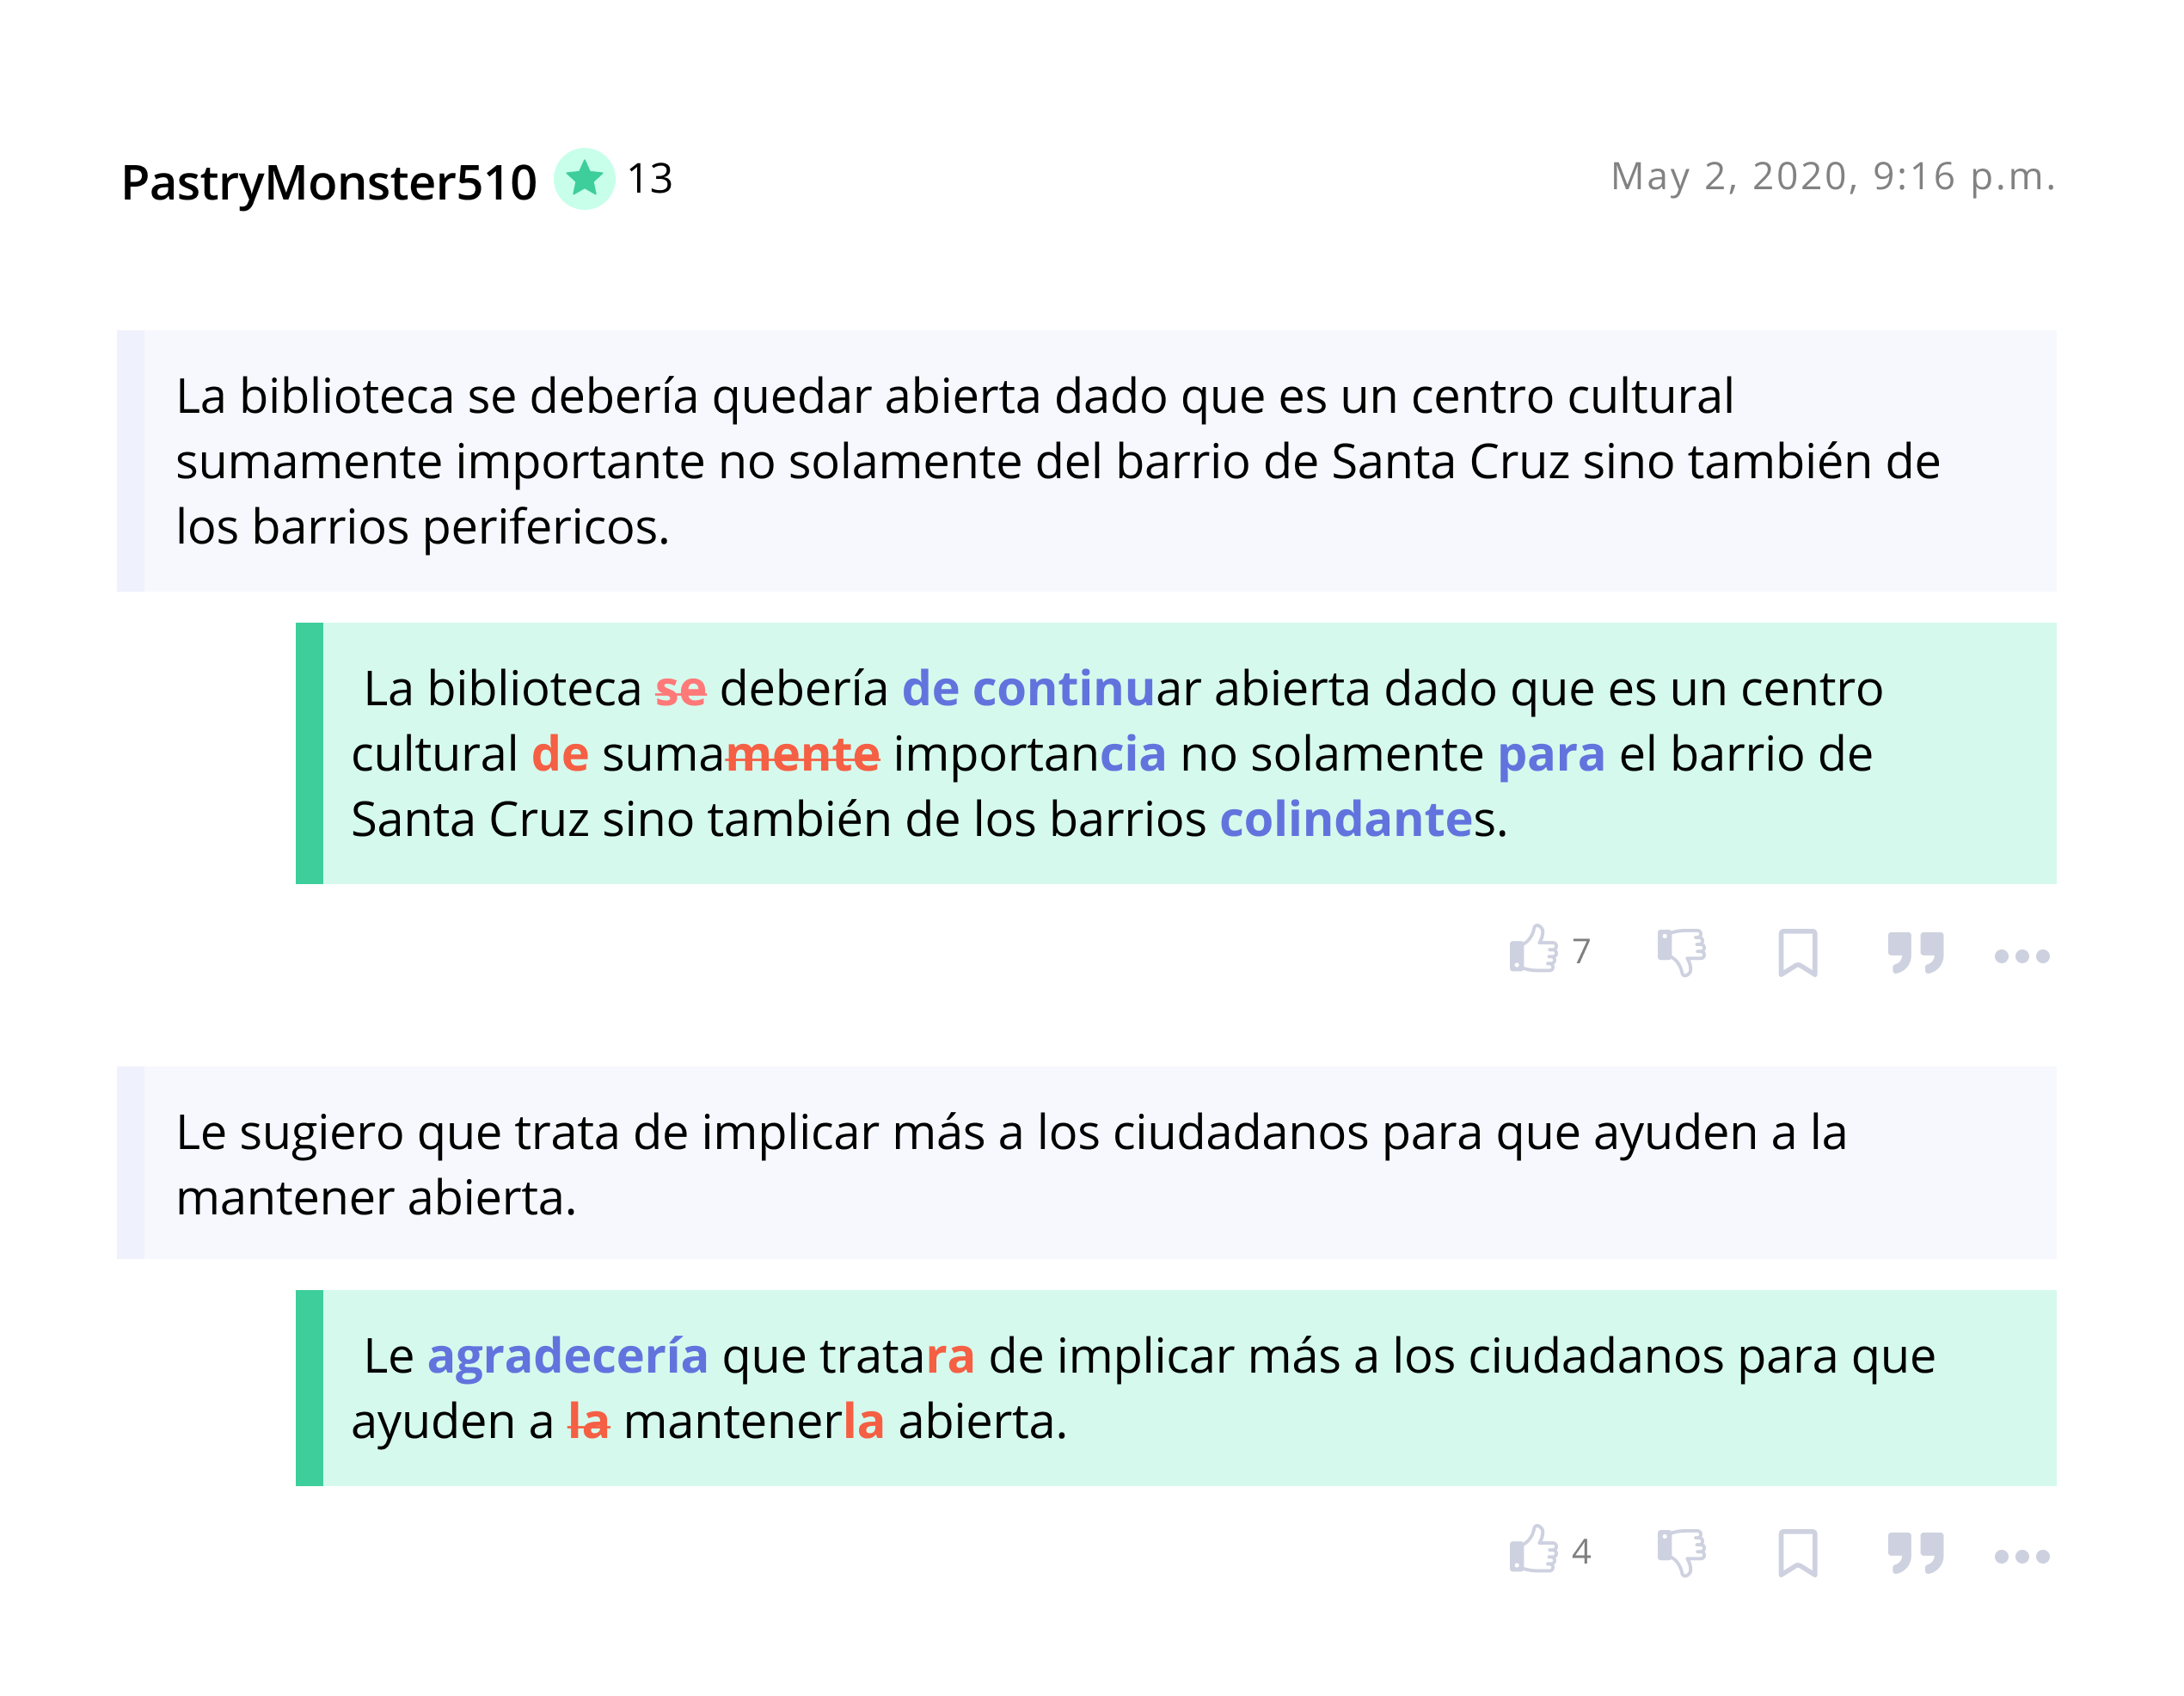 PastryMonster510 13
May 2, 2020, 9:16 p.m.
La biblioteca se debería quedar abierta dado que es un centro cultural
sumamente importante no solamente del barrio de Santa Cruz sino también de
los barrios perifericos.
La biblioteca se debería de continuar abierta dado que es un centro
cultural de sumamente importancia no solamente para el barrio de
Santa Cruz sino también de los barrios colindantes.
7
Le sugiero que trata de implicar más a los ciudadanos para que ayuden a la
mantener abierta.
Le agradecería que tratara de implicar más a los ciudadanos para que
ayuden a la mantenerla abierta.
4